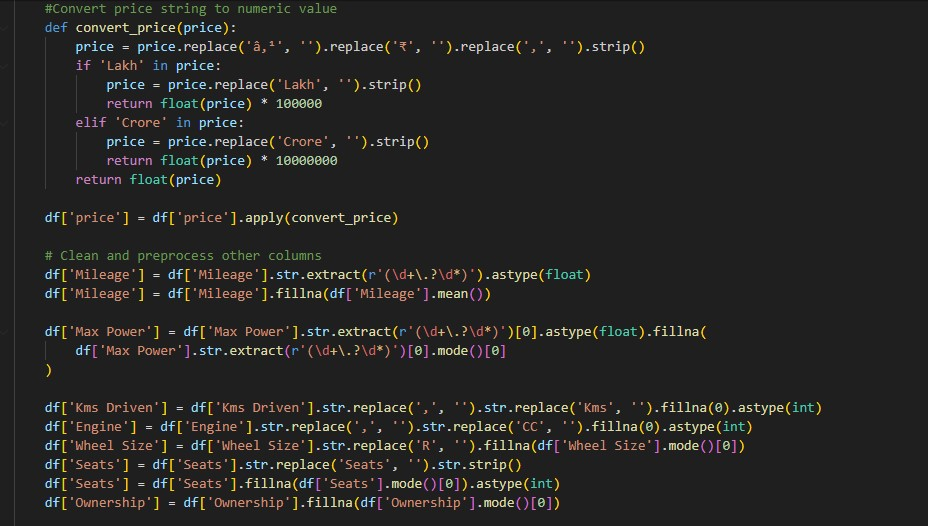 #Convert price string to numeric value
def convert_price(price):
    price = price.replace('â‚¹', '').replace('₹', '').replace(',', '').strip()
    if 'Lakh' in price:
        price = price.replace('Lakh', '').strip()
        return float(price) * 100000
    elif 'Crore' in price:
        price = price.replace('Crore', '').strip()
        return float(price) * 10000000
    return float(price)
df['price'] = df['price'].apply(convert_price)
# Clean and preprocess other columns
df['Mileage'] = df['Mileage'].str.extract(r'(\d+\.?\d*)').astype(float)
df['Mileage'] = df['Mileage'].fillna(df['Mileage'].mean())
df['Max Power'] = df['Max Power'].str.extract(r'(\d+\.?\d*)')[0].astype(float).fillna(
    df['Max Power'].str.extract(r'(\d+\.?\d*)')[0].mode()[0]
)
df['Kms Driven'] = df['Kms Driven'].str.replace(',', '').str.replace('Kms', '').fillna(0).astype(int)
df['Engine'] = df['Engine'].str.replace(',', '').str.replace('CC', '').fillna(0).astype(int)
df['Wheel Size'] = df['Wheel Size'].str.replace('R', '').fillna(df['Wheel Size'].mode()[0])
df['Seats'] = df['Seats'].str.replace('Seats', '').str.strip()
df['Seats'] = df['Seats'].fillna(df['Seats'].mode()[0]).astype(int)
df['Ownership'] = df['Ownership'].fillna(df['Ownership'].mode()[0])